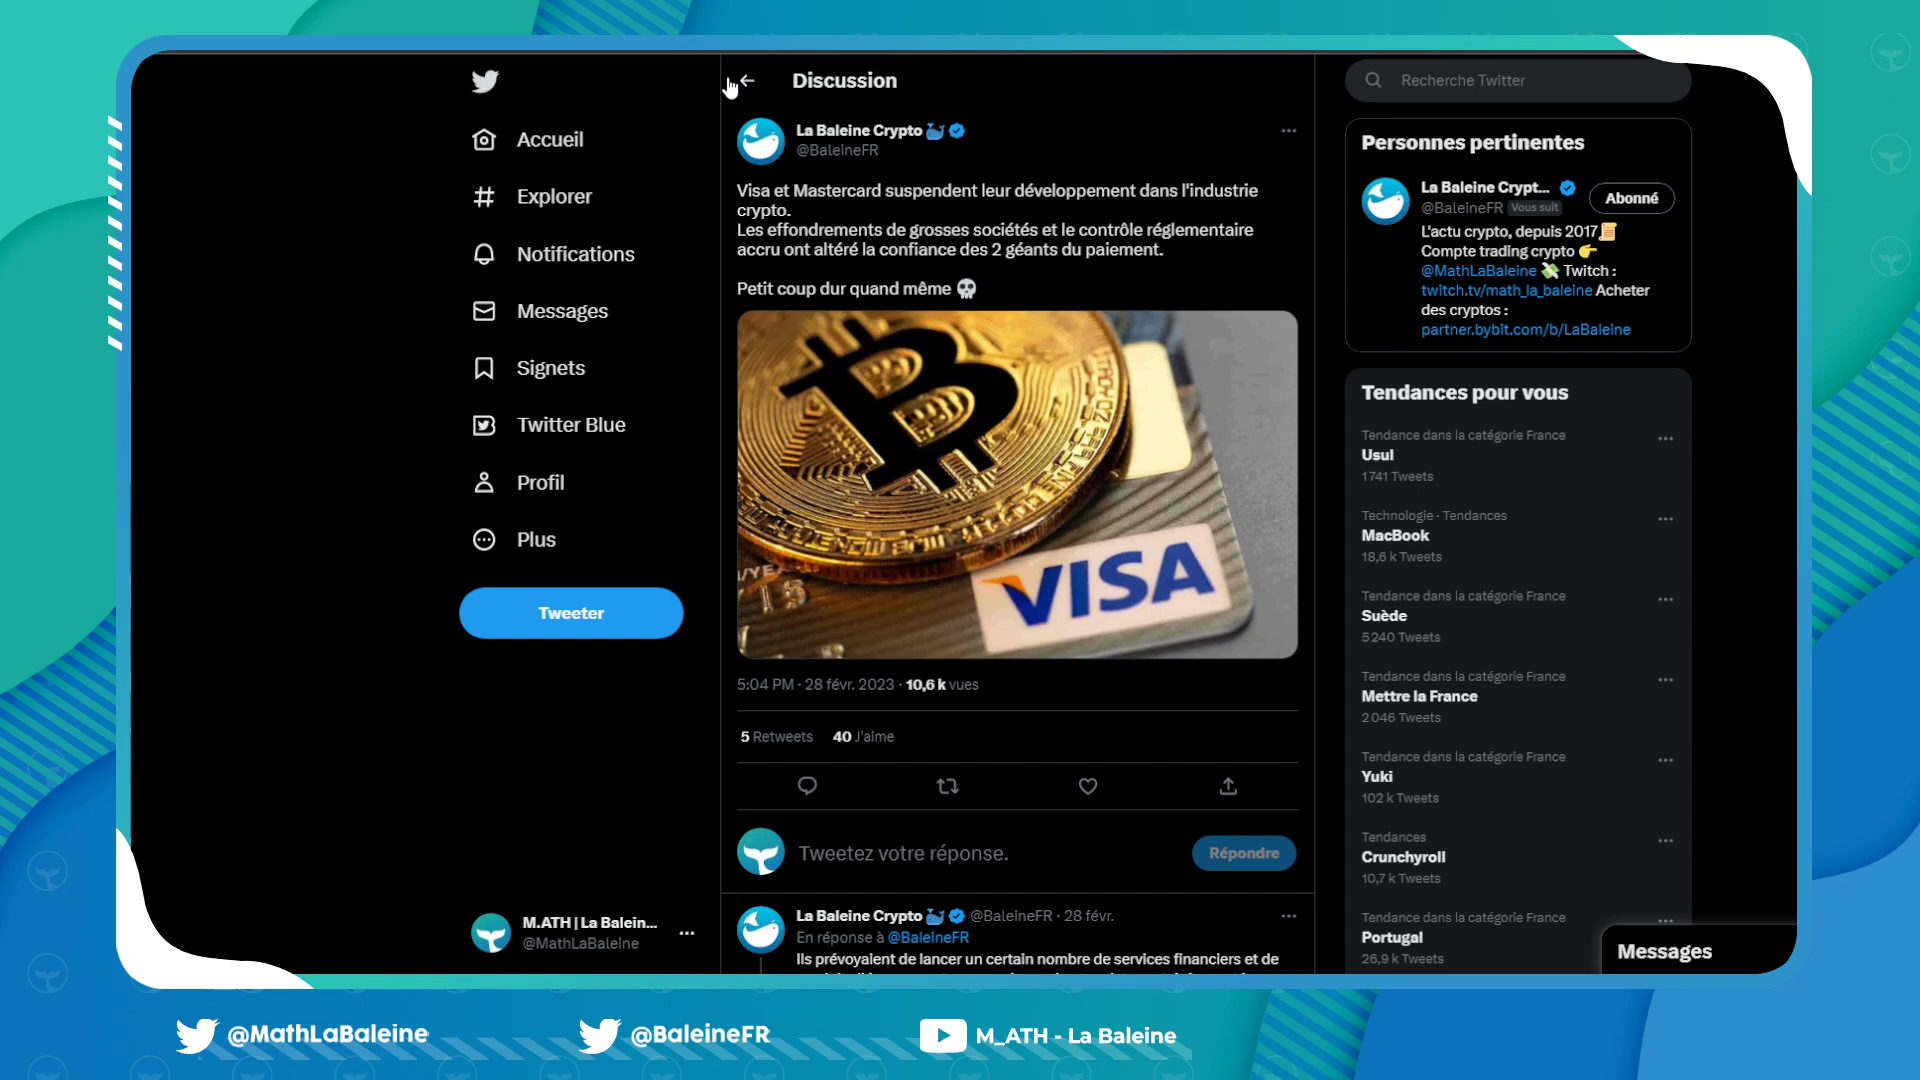 Accueil
Explorer
Notifications
Messages
Signets
Twitter Blue
Profil
Plus
Tweeter
M.ATH | La Balein...
@MathLaBaleine
Discussion
La Baleine Crypto
@BaleineFR
Visa et Mastercard suspendent leur développement dans l'industrie
crypto.
Les effondrements de grosses sociétés et le contrôle réglementaire
accru ont altéré la confiance des 2 géants du paiement.
Petit coup dur quand même 💀
VISA
5:04 PM · 28 févr. 2023 · 10,6 k vues
5 Retweets 40 J'aime
Tweetez votre réponse.
Répondre
La Baleine Crypto @BaleineFR · 28 févr.
En réponse à @BaleineFR
Ils prévoyaient de lancer un certain nombre de services financiers et de
Recherche Twitter
Personnes pertinentes
La Baleine Crypt...
@BaleineFR Vous suit
Abonné
L'actu crypto, depuis 2017📜
Compte trading crypto 👉
@MathLaBaleine 💸 Twitch :
twitch.tv/math_la_baleine Acheter
des cryptos :
partner.bybit.com/b/LaBaleine
Tendances pour vous
Tendance dans la catégorie France
Usul
1 741 Tweets
Technologie · Tendances
MacBook
18,6 k Tweets
Tendance dans la catégorie France
Suède
5 240 Tweets
Tendance dans la catégorie France
Mettre la France
2 046 Tweets
Tendance dans la catégorie France
Yuki
102 k Tweets
Tendances
Crunchyroll
10,7 k Tweets
Tendance dans la catégorie France
Portugal
26,9 k Tweets
Messages
@MathLaBaleine
@BaleineFR
M_ATH - La Baleine